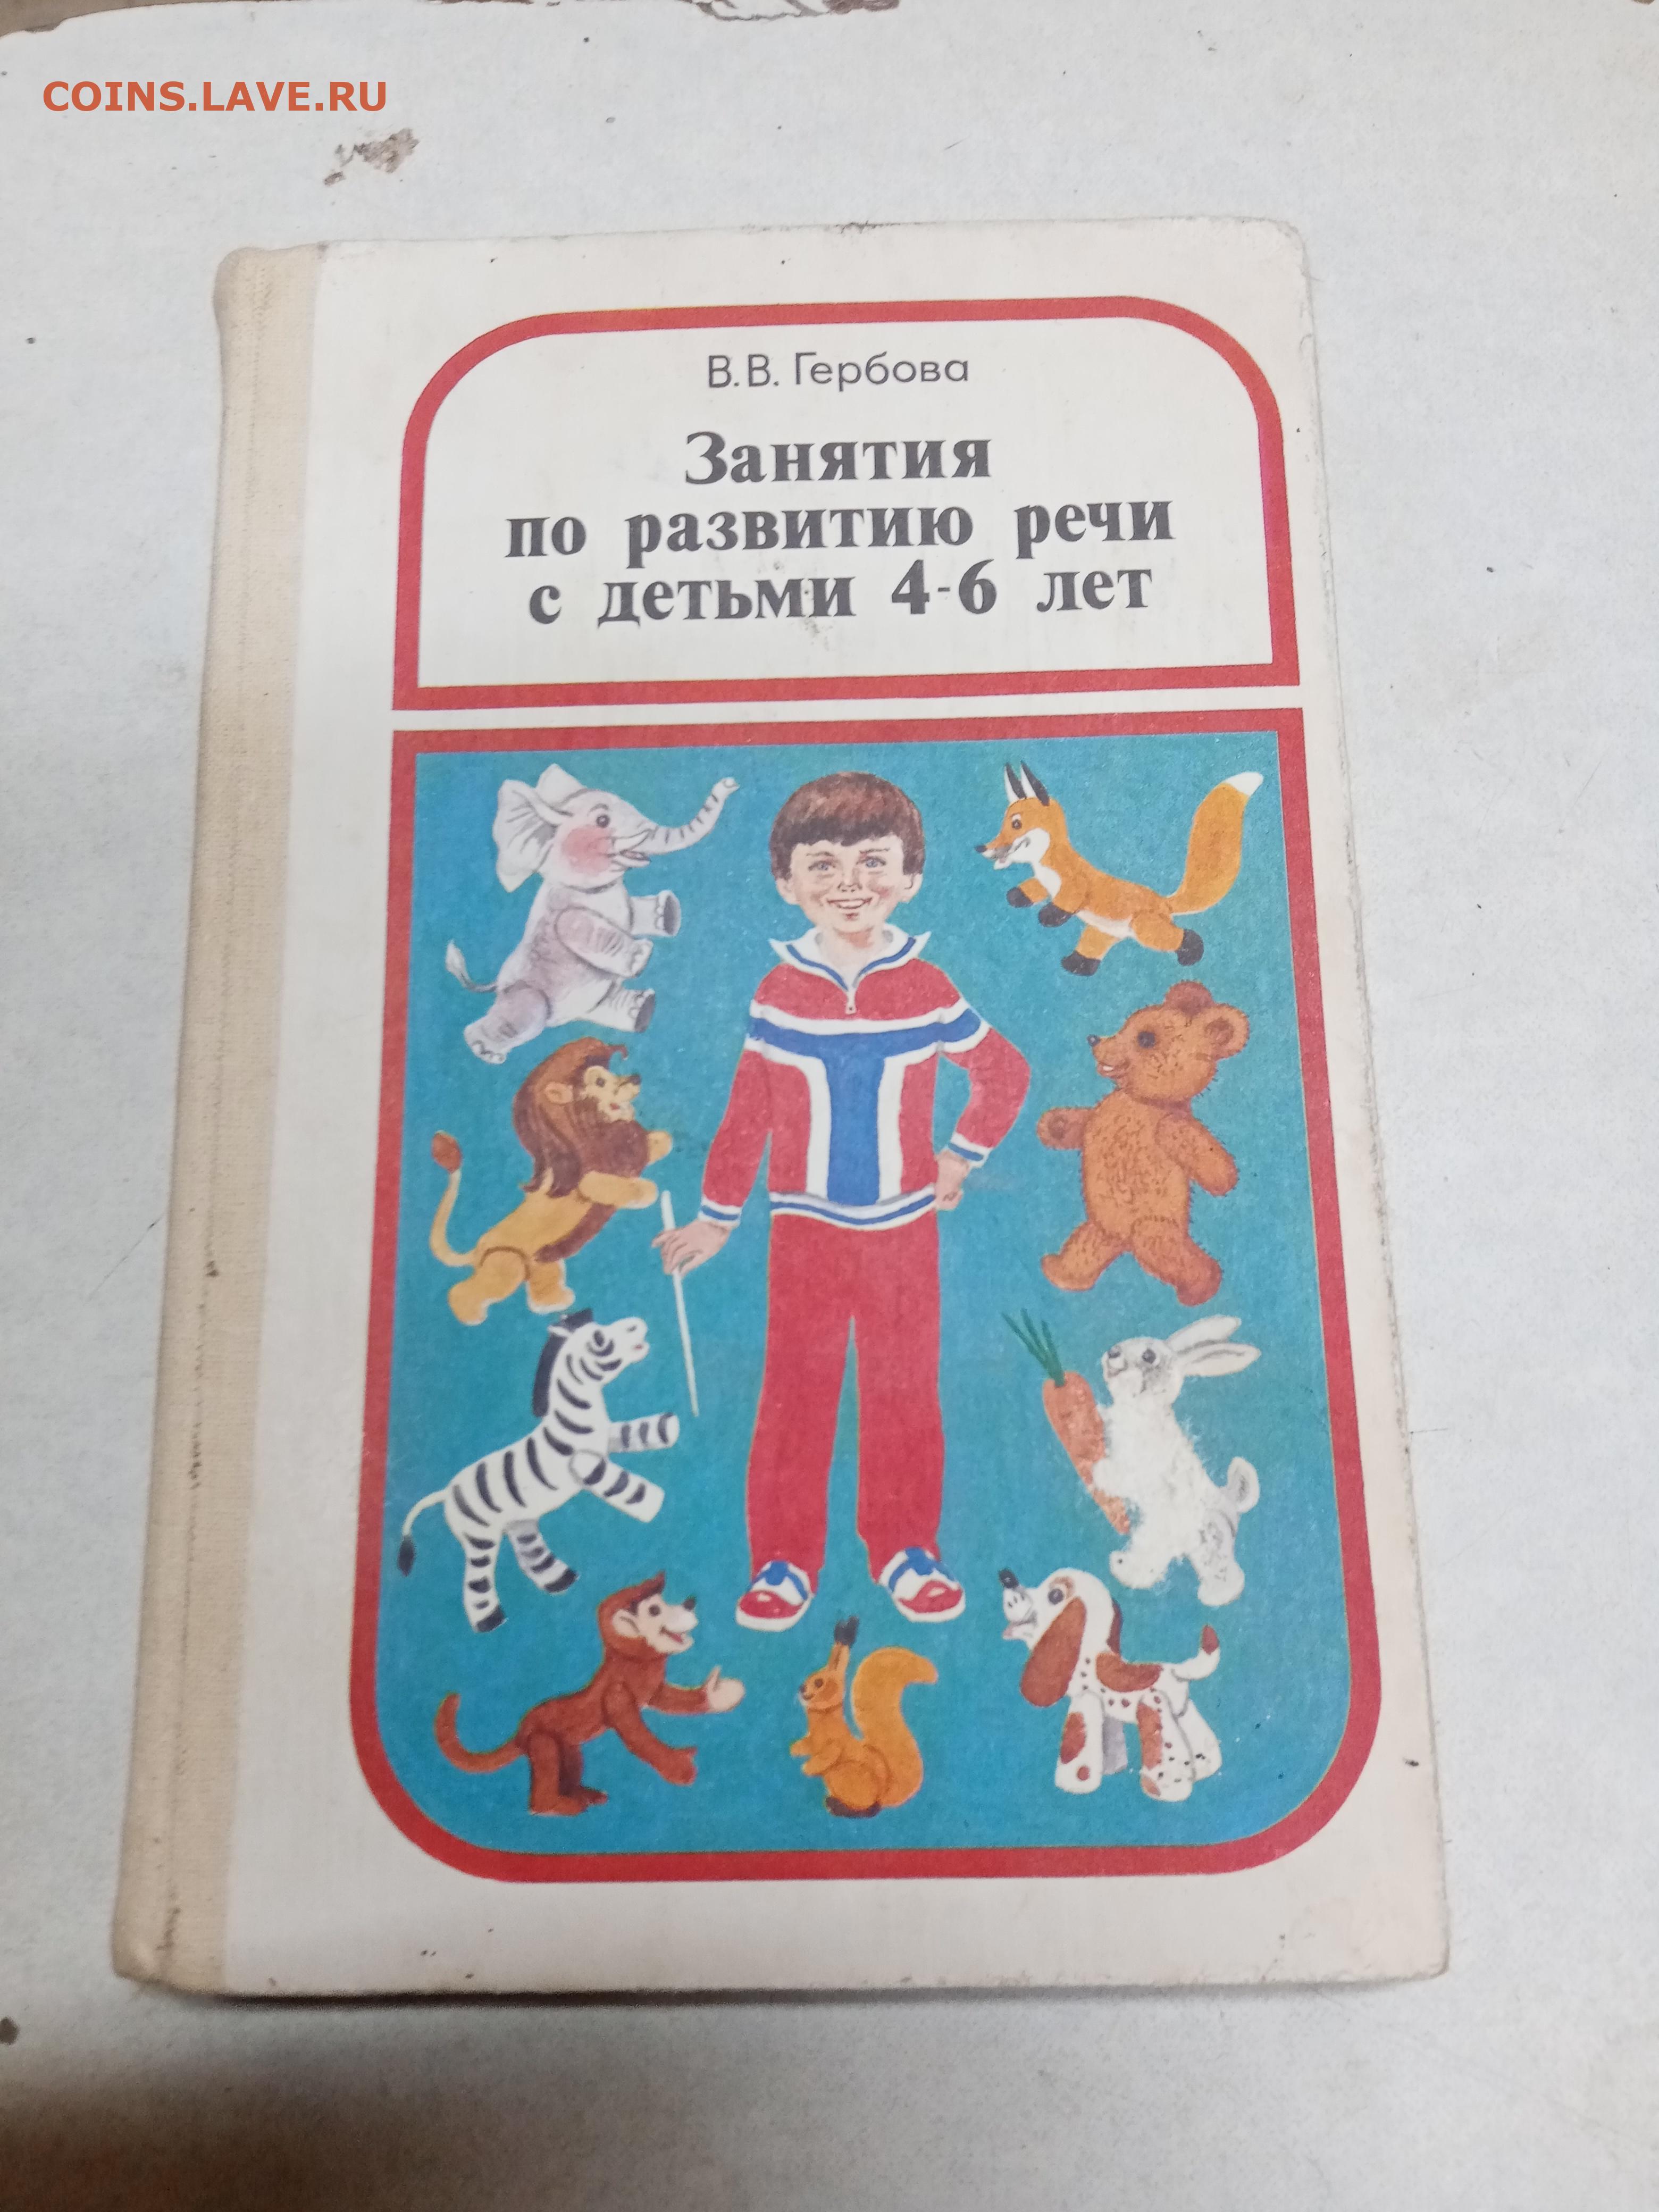 COINS.LAVE.RU
В.В. Гербова
Занятия
по развитию речи
с детьми 4-6 лет